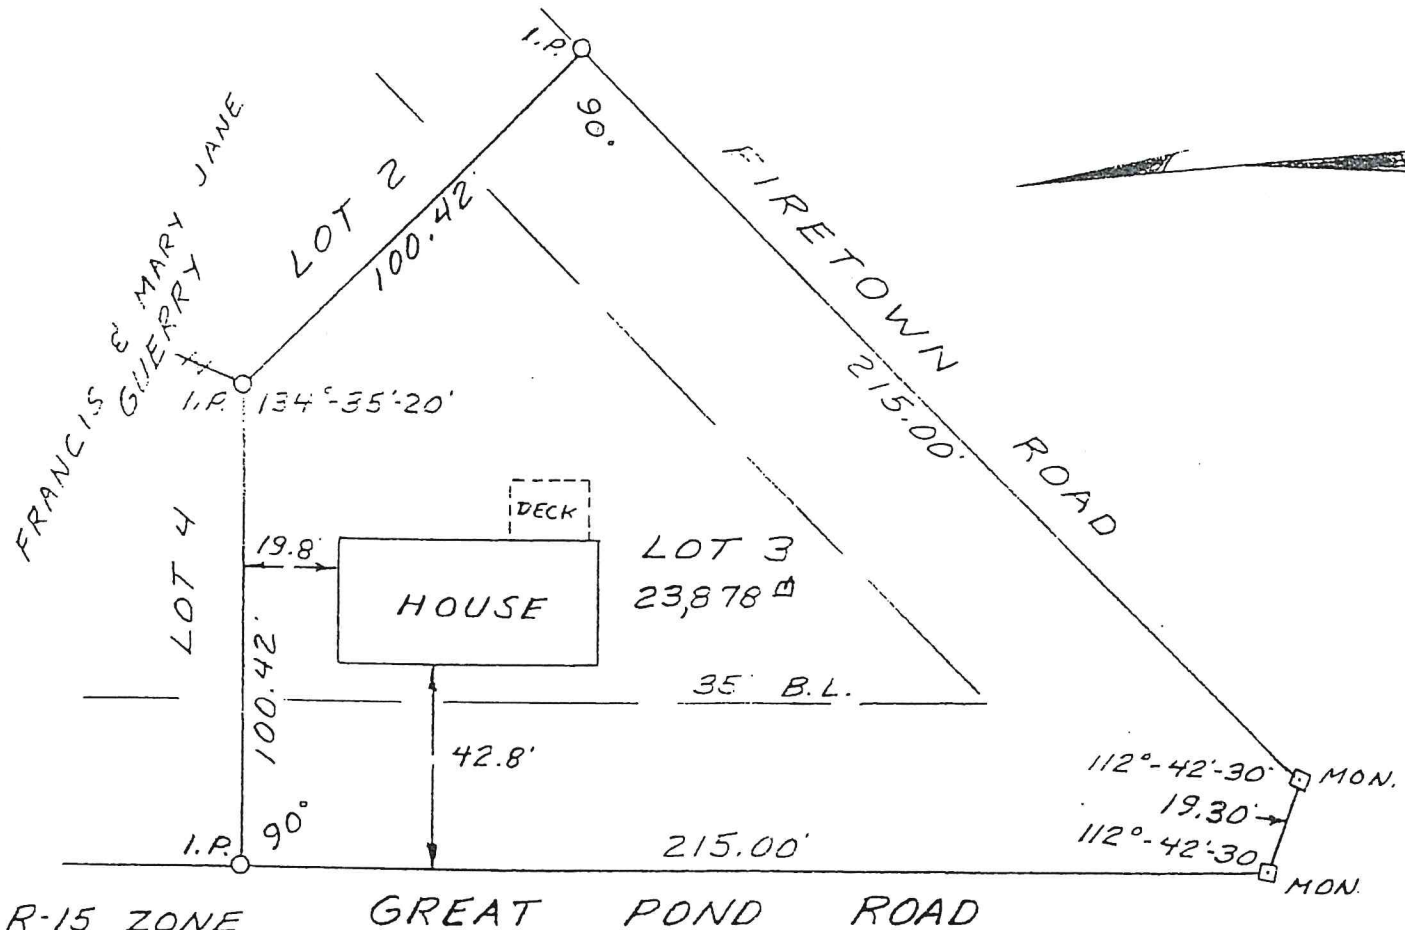 I.P.
90°
FRANCIS & MARY JANE
GUERRY
LOT 2
100.42'
FIRETOWN ROAD
215.00'
I.P.
134°-35'-20'
LOT 4
100.42'
19.8'
DECK
HOUSE
LOT 3
23,878
35' B.L.
42.8'
112°-42'-30'
MON.
19.30'
112°-42'-30
MON.
I.P.
90°
215.00'
R-15 ZONE
GREAT POND ROAD